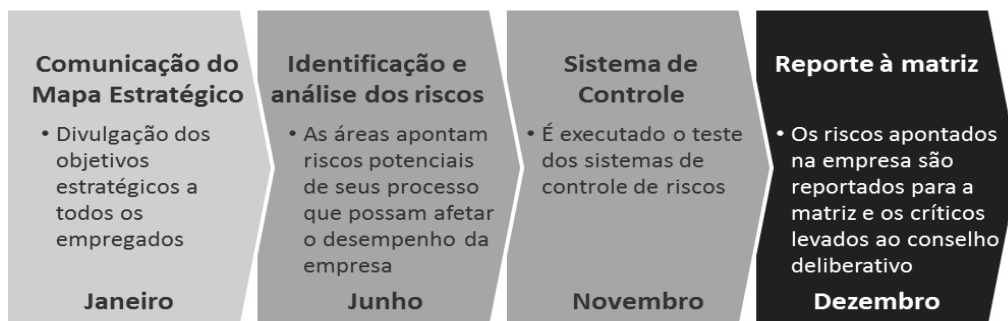 Comunicação do
Mapa Estratégico
• Divulgação dos
objetivos
estratégicos a
todos os
empregados
Janeiro
Identificação e
análise dos riscos
• As áreas apontam
riscos potenciais
de seus processo
que possam afetar
o desempenho da
empresa
Junho
Sistema de
Controle
• É executado o teste
dos sistemas de
controle de riscos
Novembro
Reporte à matriz
• Os riscos apontados
na empresa são
reportados para a
matriz e os críticos
levados ao conselho
deliberativo
Dezembro